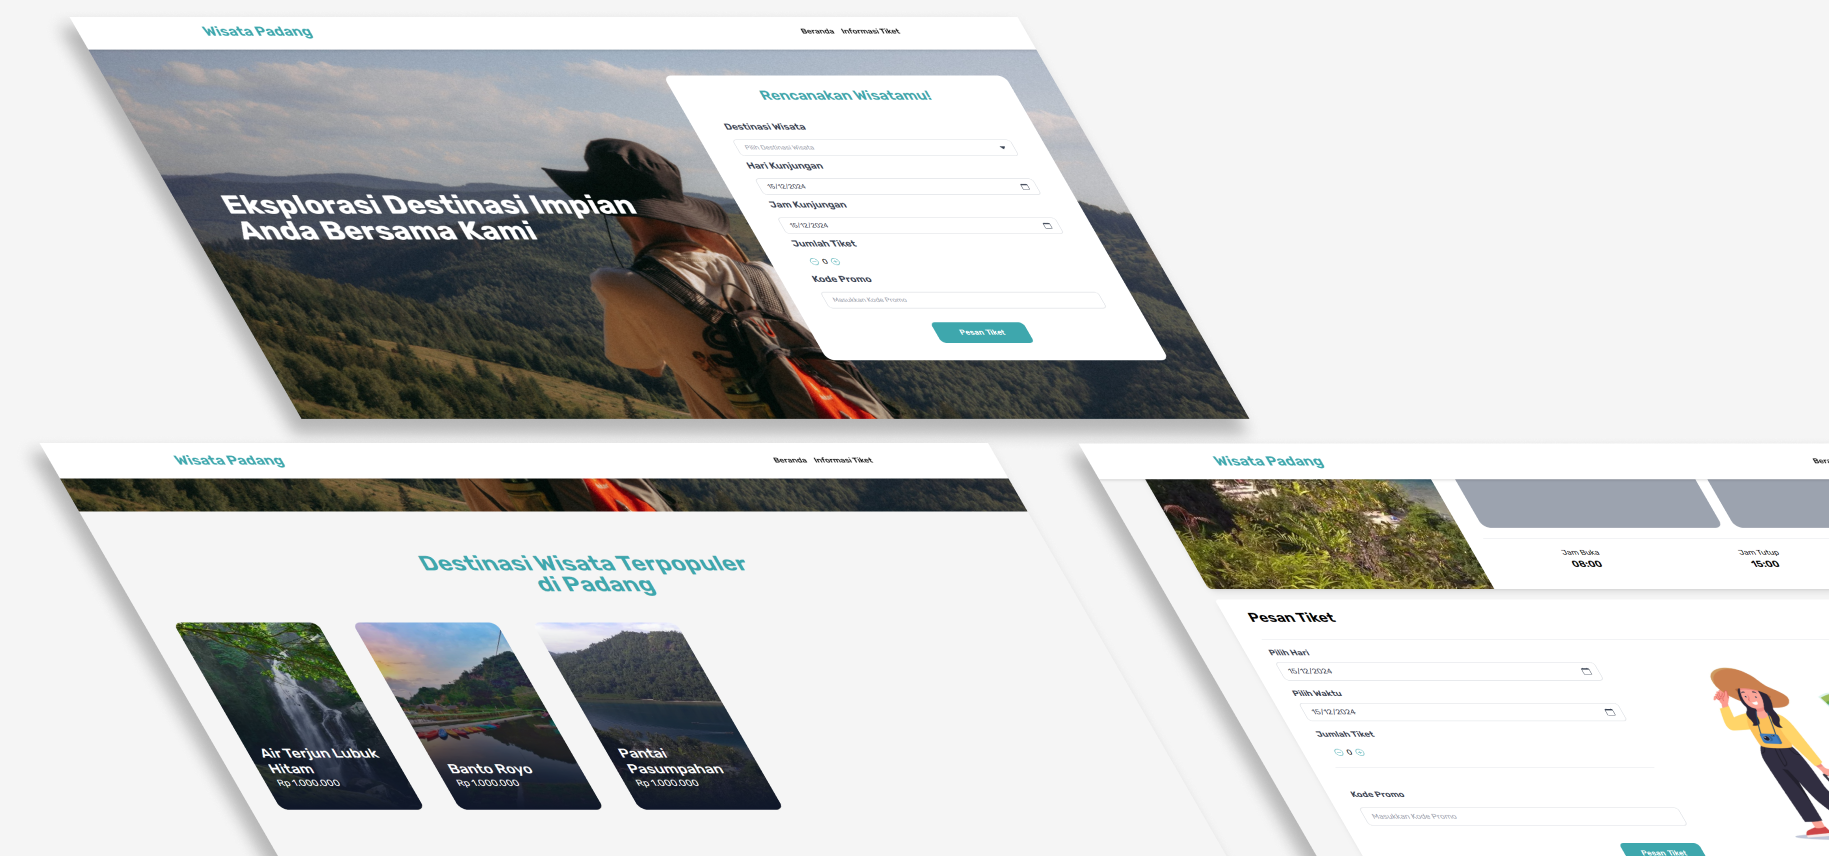 Wisata Padang
Beranda Informasi Tiket
Eksplorasi Destinasi Impian
Anda Bersama Kami
Rencanakan Wisatamu!
Destinasi Wisata
Pilih Destinasi Wisata
Hari Kunjungan
15/12/2024
Jam Kunjungan
15/12/2024
Jumlah Tiket
0
Kode Promo
Masukkan Kode Promo
Pesan Tiket
Wisata Padang
Beranda Informasi Tiket
Destinasi Wisata Terpopuler
di Padang
Air Terjun Lubuk
Hitam
Rp 1.000.000
Banto Royo
Rp 1.000.000
Pantai
Pasumpahan
Rp 1.000.000
Wisata Padang
Bera
Jam Buka
08:00
Jam Tutup
15:00
Pesan Tiket
Pilih Hari
15/12/2024
Pilih Waktu
15/12/2024
Jumlah Tiket
0
Kode Promo
Masukkan Kode Promo
Pesan Tiket